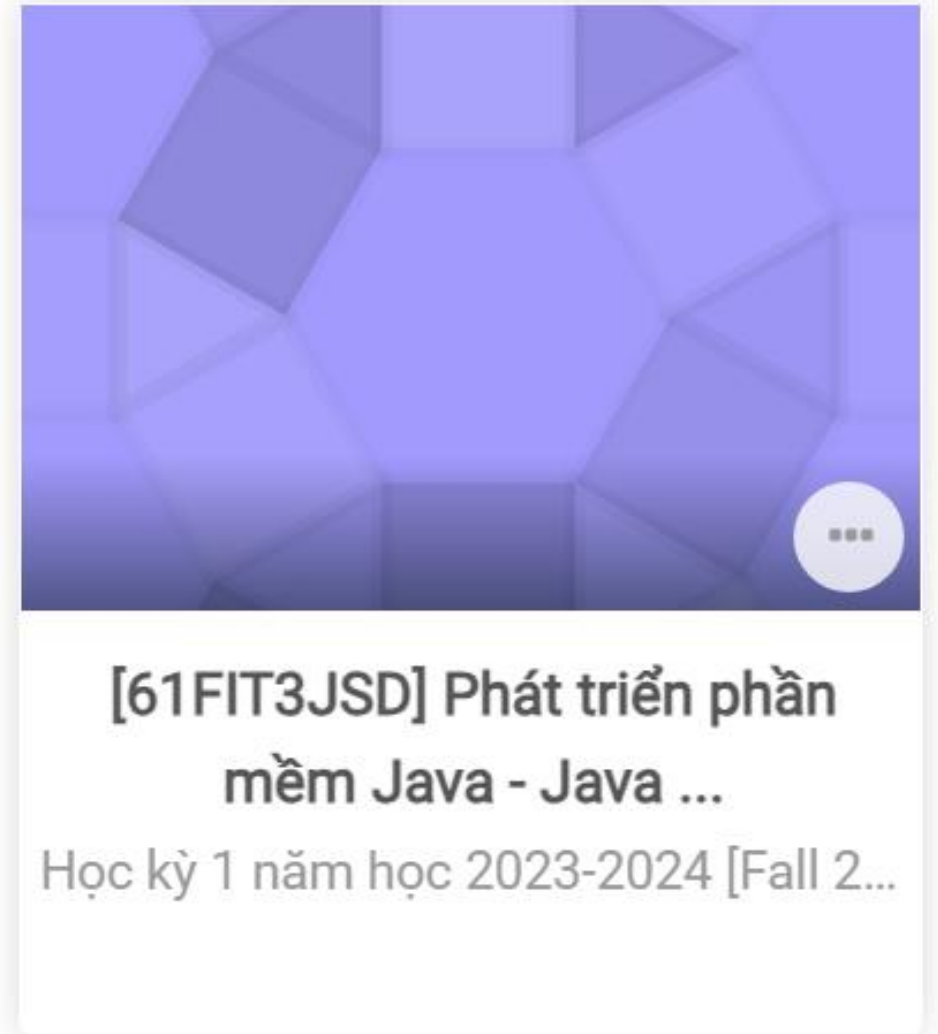 [61FIT3JSD] Phát triển phần
mềm Java - Java ...
Học kỳ 1 năm học 2023-2024 [Fall 2...